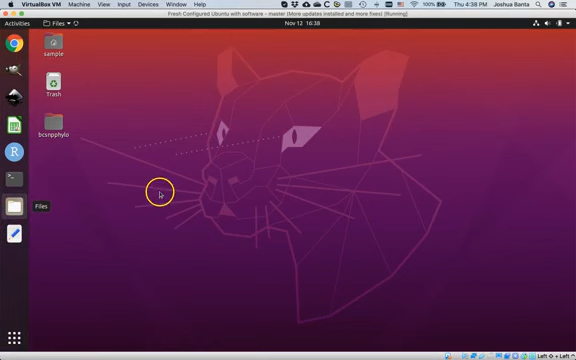 VirtualBox VM Machine View Input Devices Window Help 100% Thu 4:38 PM Joshua Banta
Fresh Configured Ubuntu with software - master (More updates installed and more fixes) [Running]
Activities Files Nov 12 16:38
sample
Trash
bcsnpphylo
Files
Left